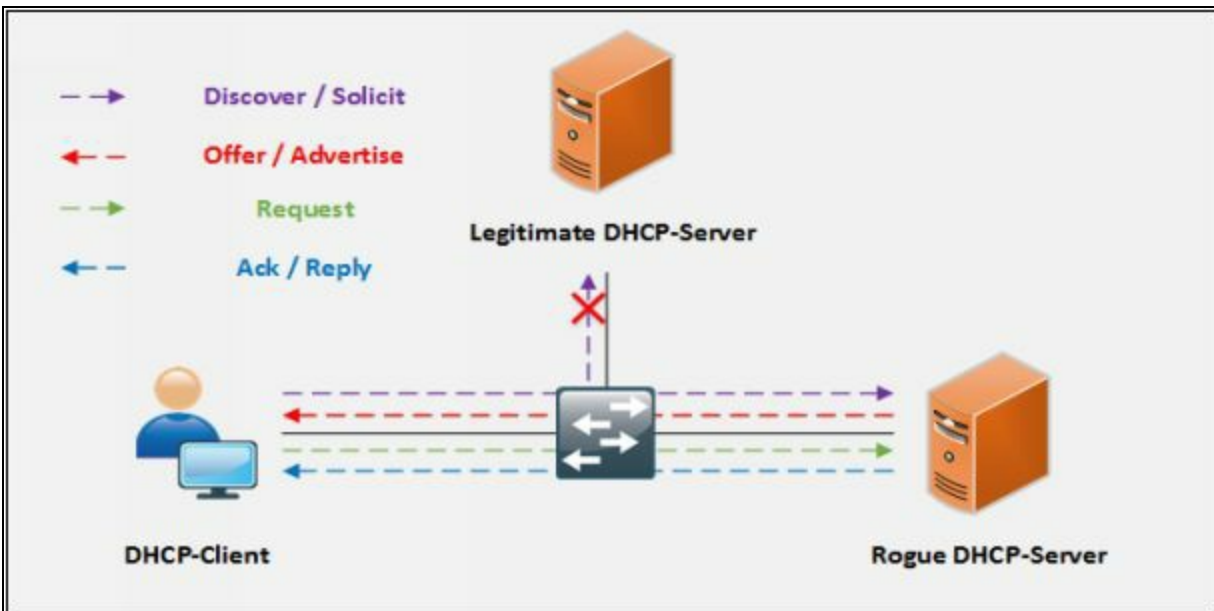 Discover / Solicit
Offer / Advertise
Request
Ack / Reply
Legitimate DHCP-Server
DHCP-Client
Rogue DHCP-Server